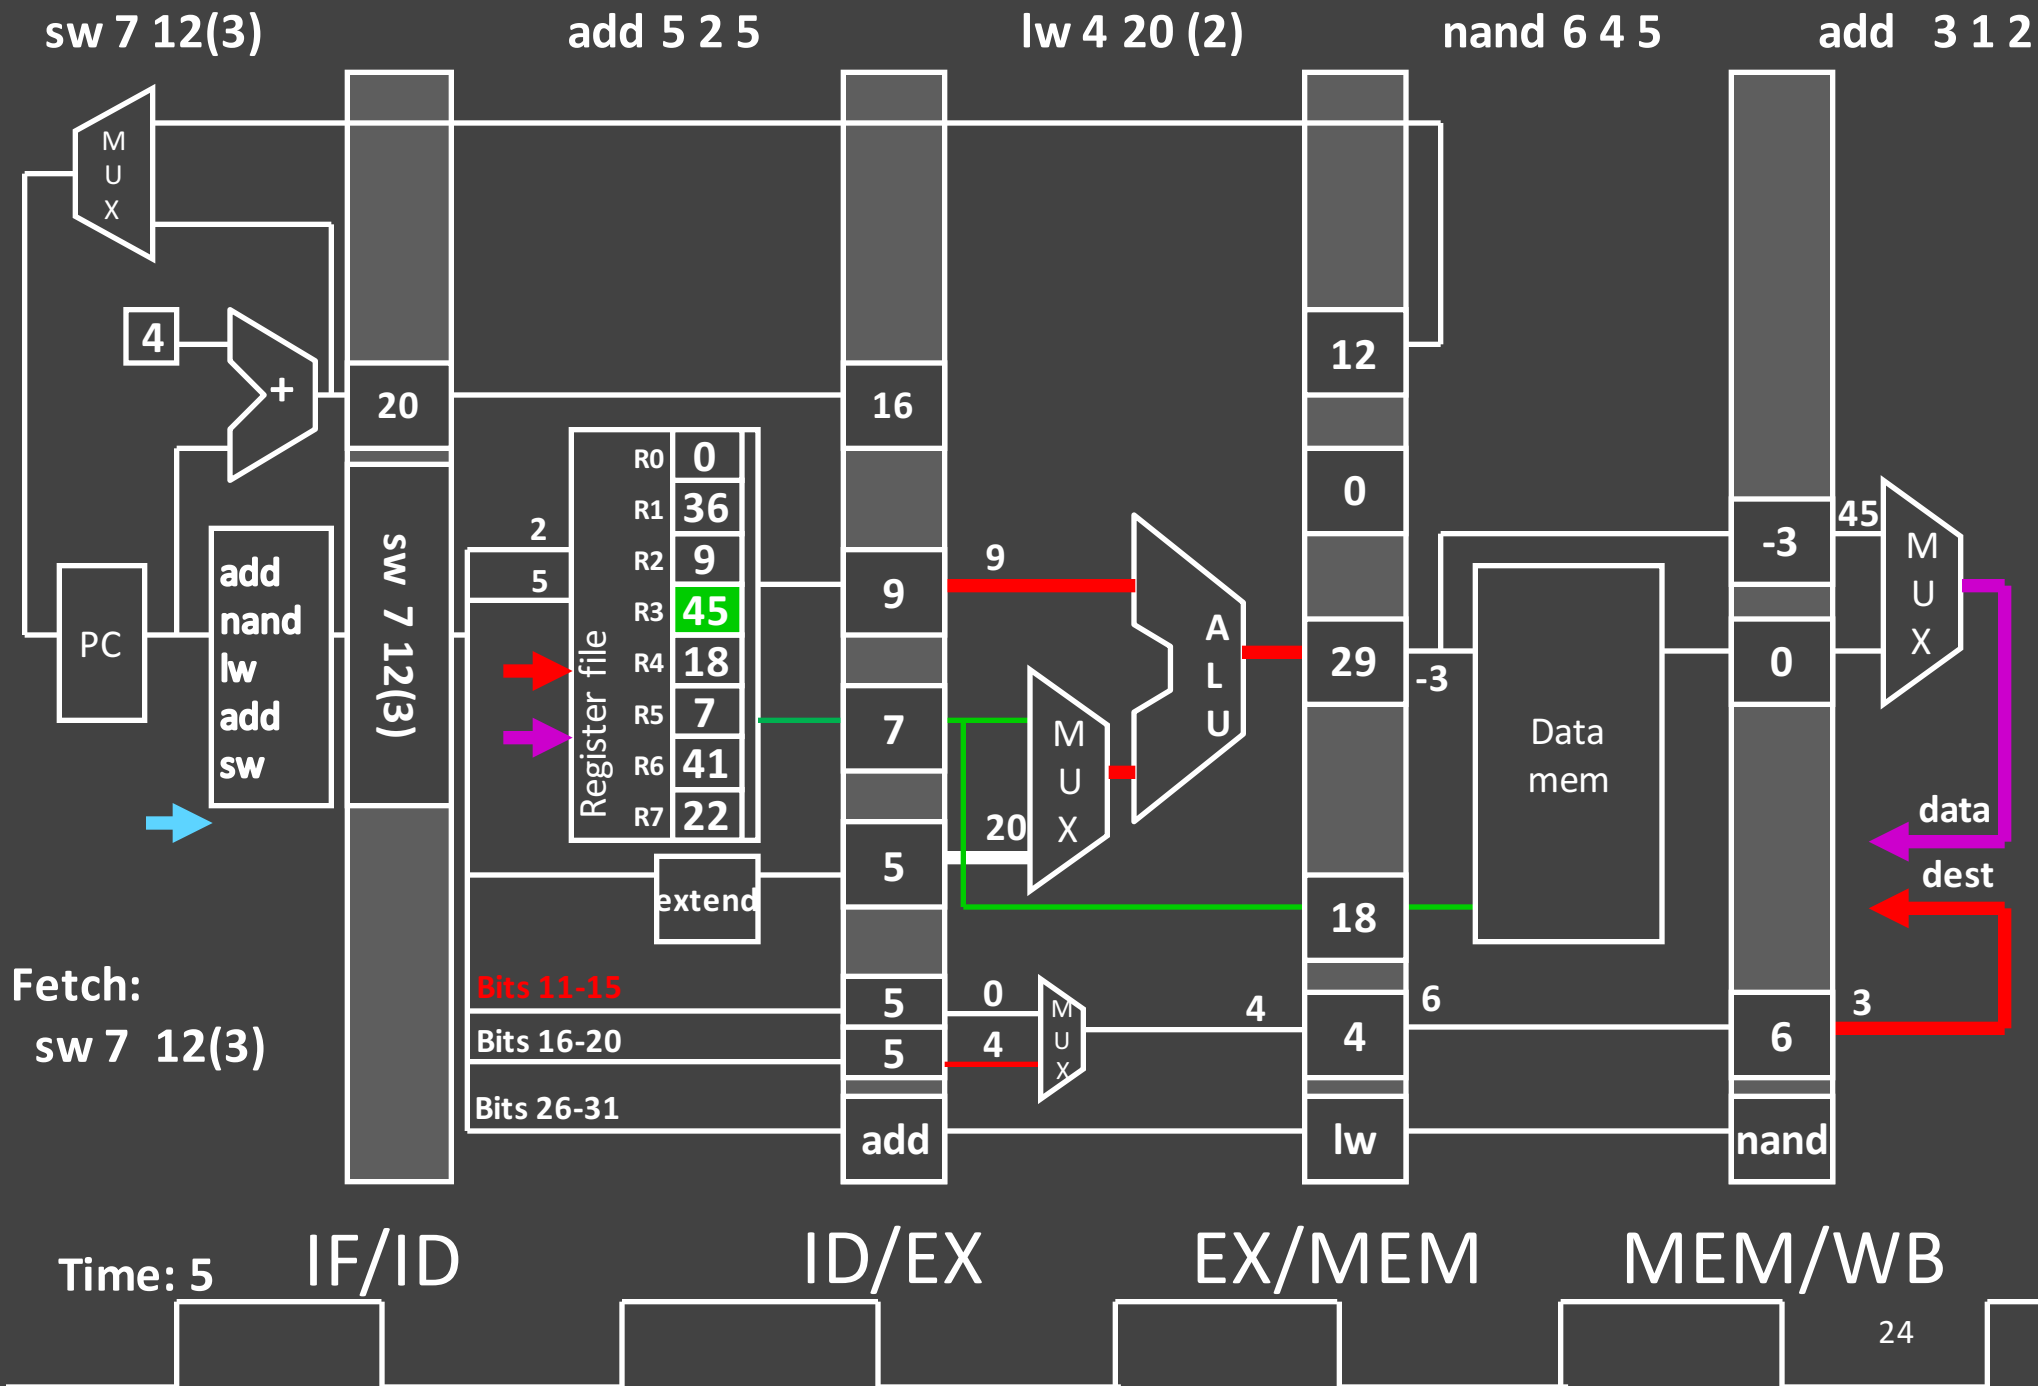 sw 7 12(3)
add 5 2 5
lw 4 20 (2)
nand 6 4 5
add 3 1 2
M
U
X
4
+
PC
add
nand
lw
add
sw
20
sw 7 12(3)
2
5
Register file
R0 0
R1 36
R2 9
R3 45
R4 18
R5 7
R6 41
R7 22
extend
Bits 11-15
Bits 16-20
Bits 26-31
16
9
7
5
5
5
add
9
20
0
4
M
U
X
A
L
U
M
U
X
4
12
0
29
18
4
lw
-3
6
Data
mem
-3
0
6
nand
45
3
M
U
X
data
dest
Fetch:
sw 7 12(3)
Time: 5
IF/ID
ID/EX
EX/MEM
MEM/WB
24